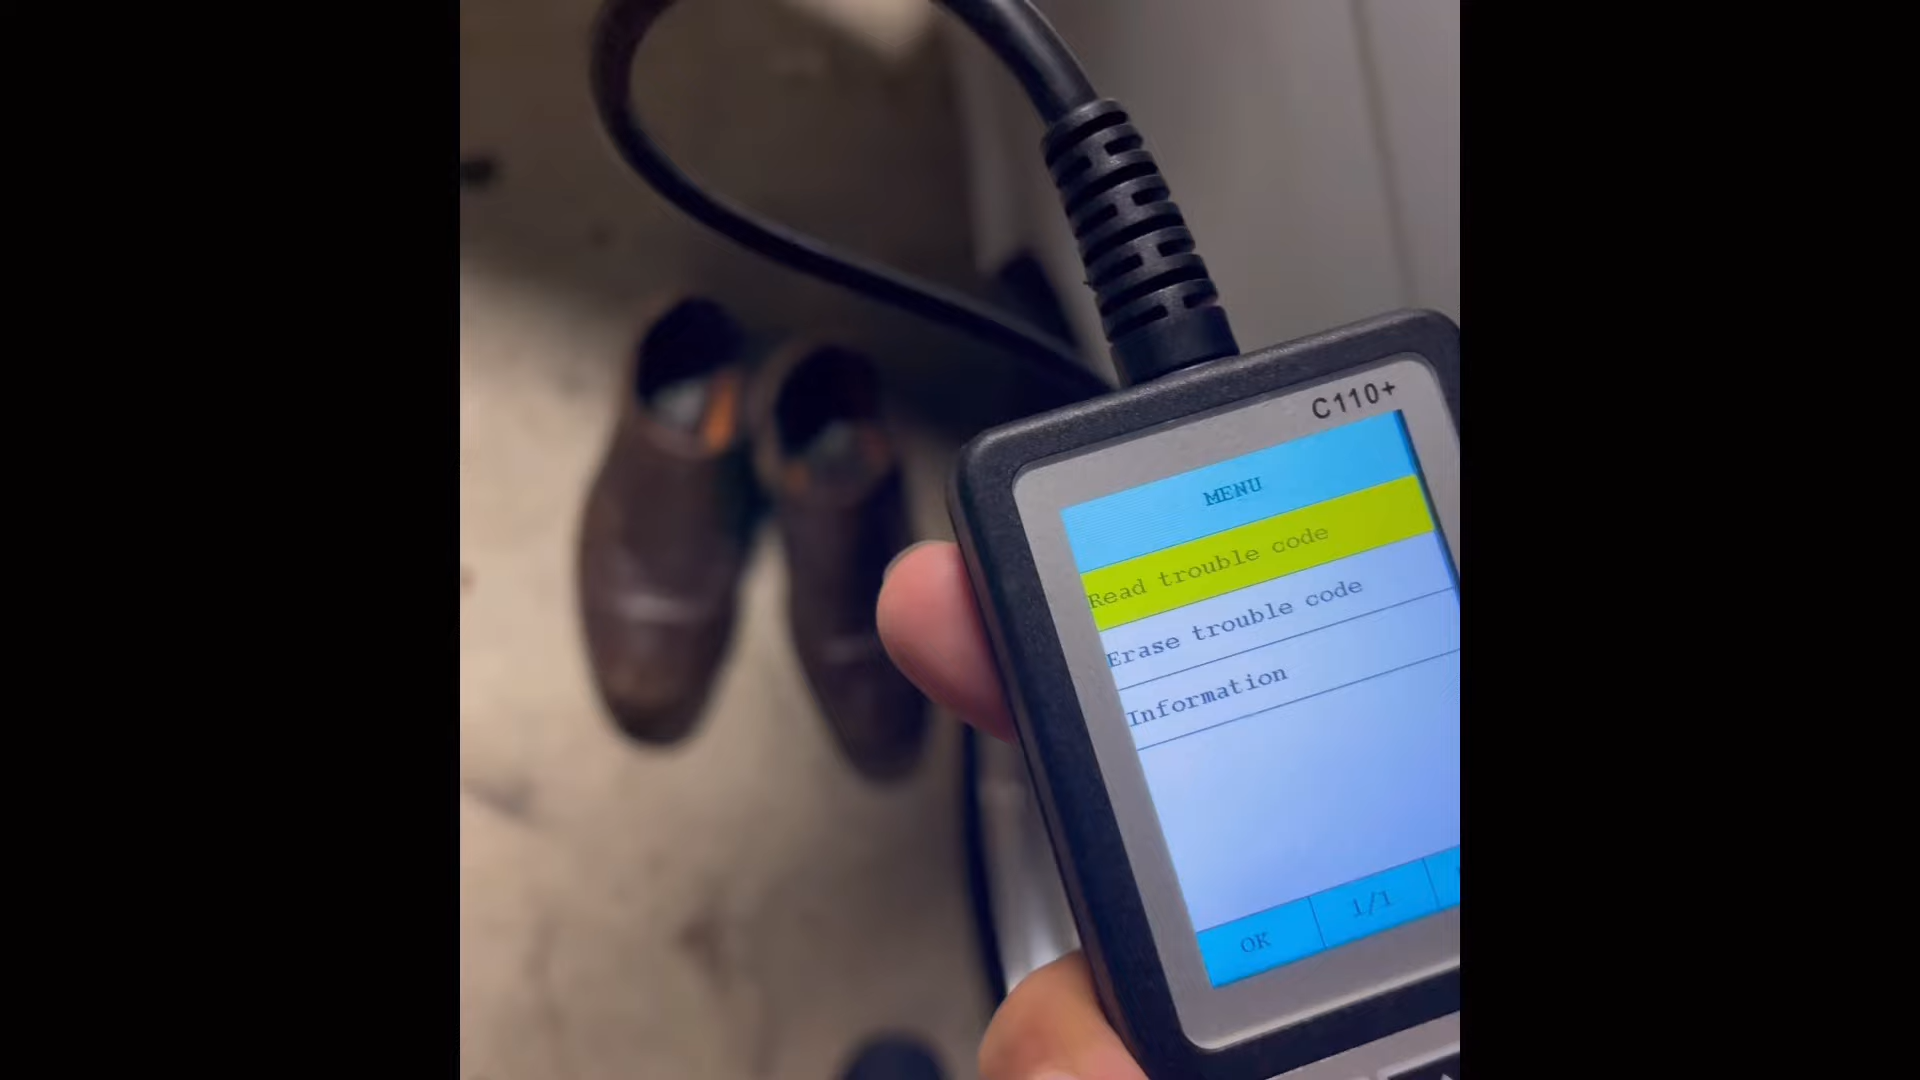 C110+
MENU
Read trouble code
Erase trouble code
Information
OK
1/1